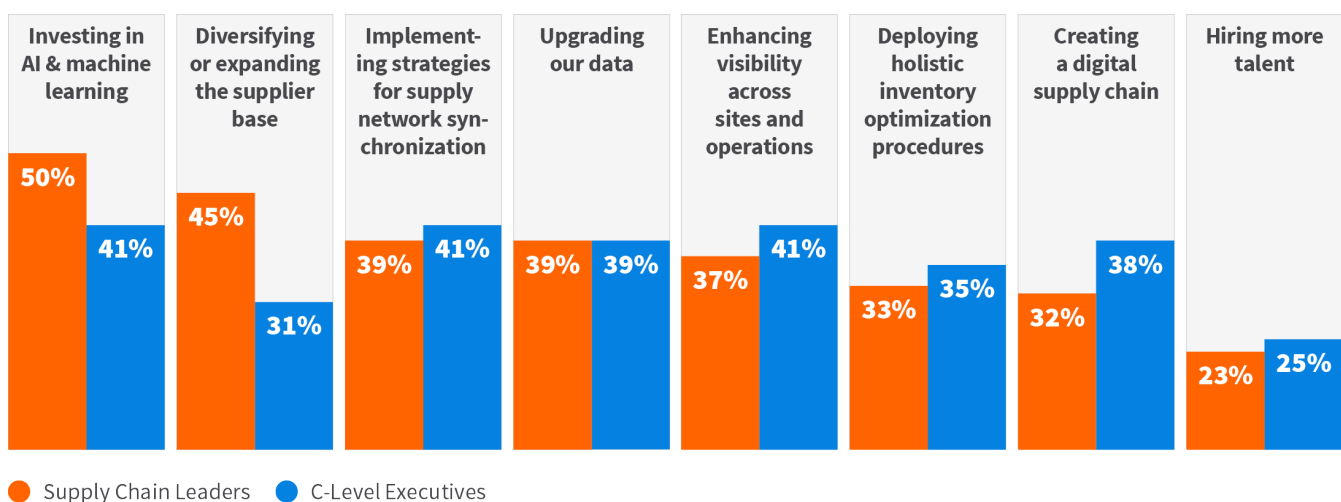 Investing in
AI & machine
learning
50%
41%
Diversifying
or expanding
the supplier
base
45%
31%
Implement-
ing strategies
for supply
network syn-
chronization
39%
41%
Upgrading
our data
39%
39%
Enhancing
visibility
across
sites and
operations
37%
41%
Deploying
holistic
inventory
optimization
procedures
33%
35%
Creating
a digital
supply chain
32%
38%
Hiring more
talent
23%
25%
Supply Chain Leaders
C-Level Executives